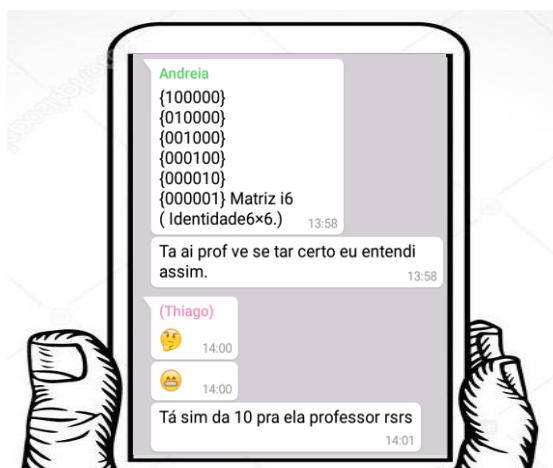 Andreia
{100000}
{010000}
{001000}
{000100}
{000010}
{000001} Matriz i6
( Identidade6×6.) 13:58
Ta ai prof ve se tar certo eu entendi
assim. 13:58
(Thiago)
🤔 14:00
😁 14:00
Tá sim da 10 pra ela professor rsrs
14:01